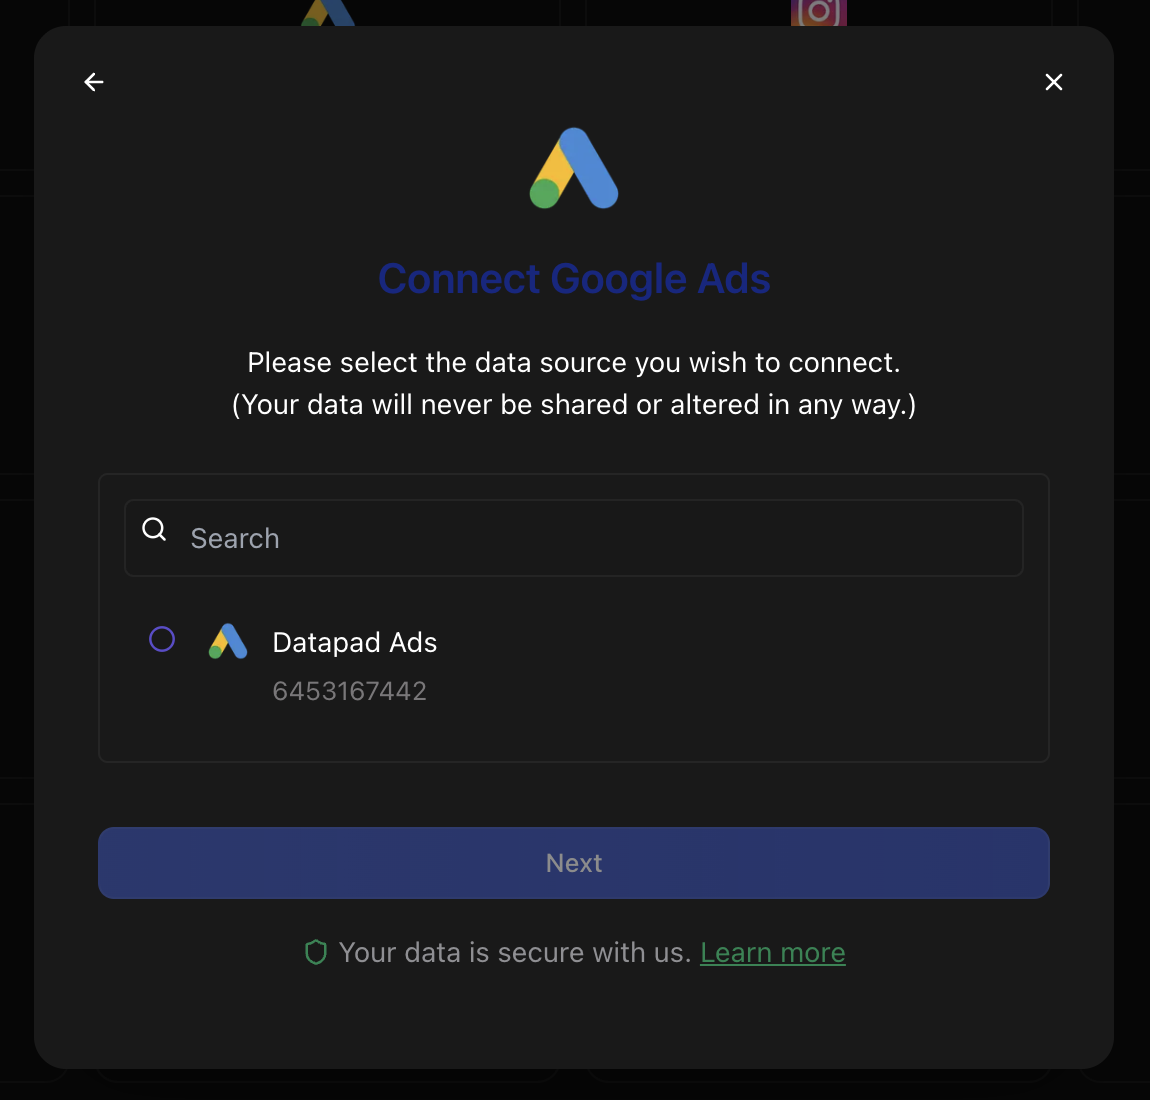 Connect Google Ads
Please select the data source you wish to connect.
(Your data will never be shared or altered in any way.)
Search
Datapad Ads
6453167442
Next
Your data is secure with us. Learn more